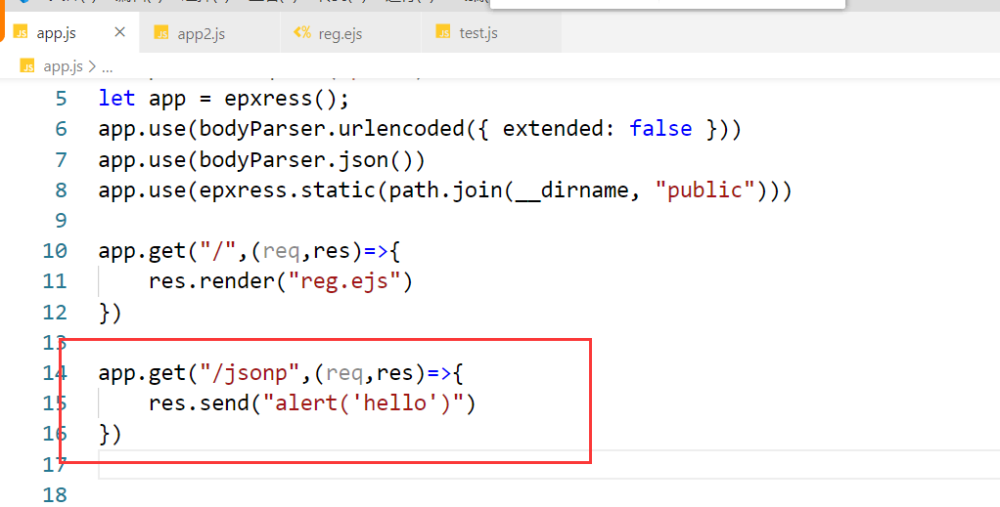 app.js
app2.js
reg.ejs
test.js
app.js > ...
5 let app = epxress();
6 app.use(bodyParser.urlencoded({ extended: false }))
7 app.use(bodyParser.json())
8 app.use(epxress.static(path.join(__dirname, "public")))
9
10 app.get("/",(req,res)=>{
11 res.render("reg.ejs")
12 })
13
14 app.get("/jsonp",(req,res)=>{
15 res.send("alert('hello')")
16 })
17
18